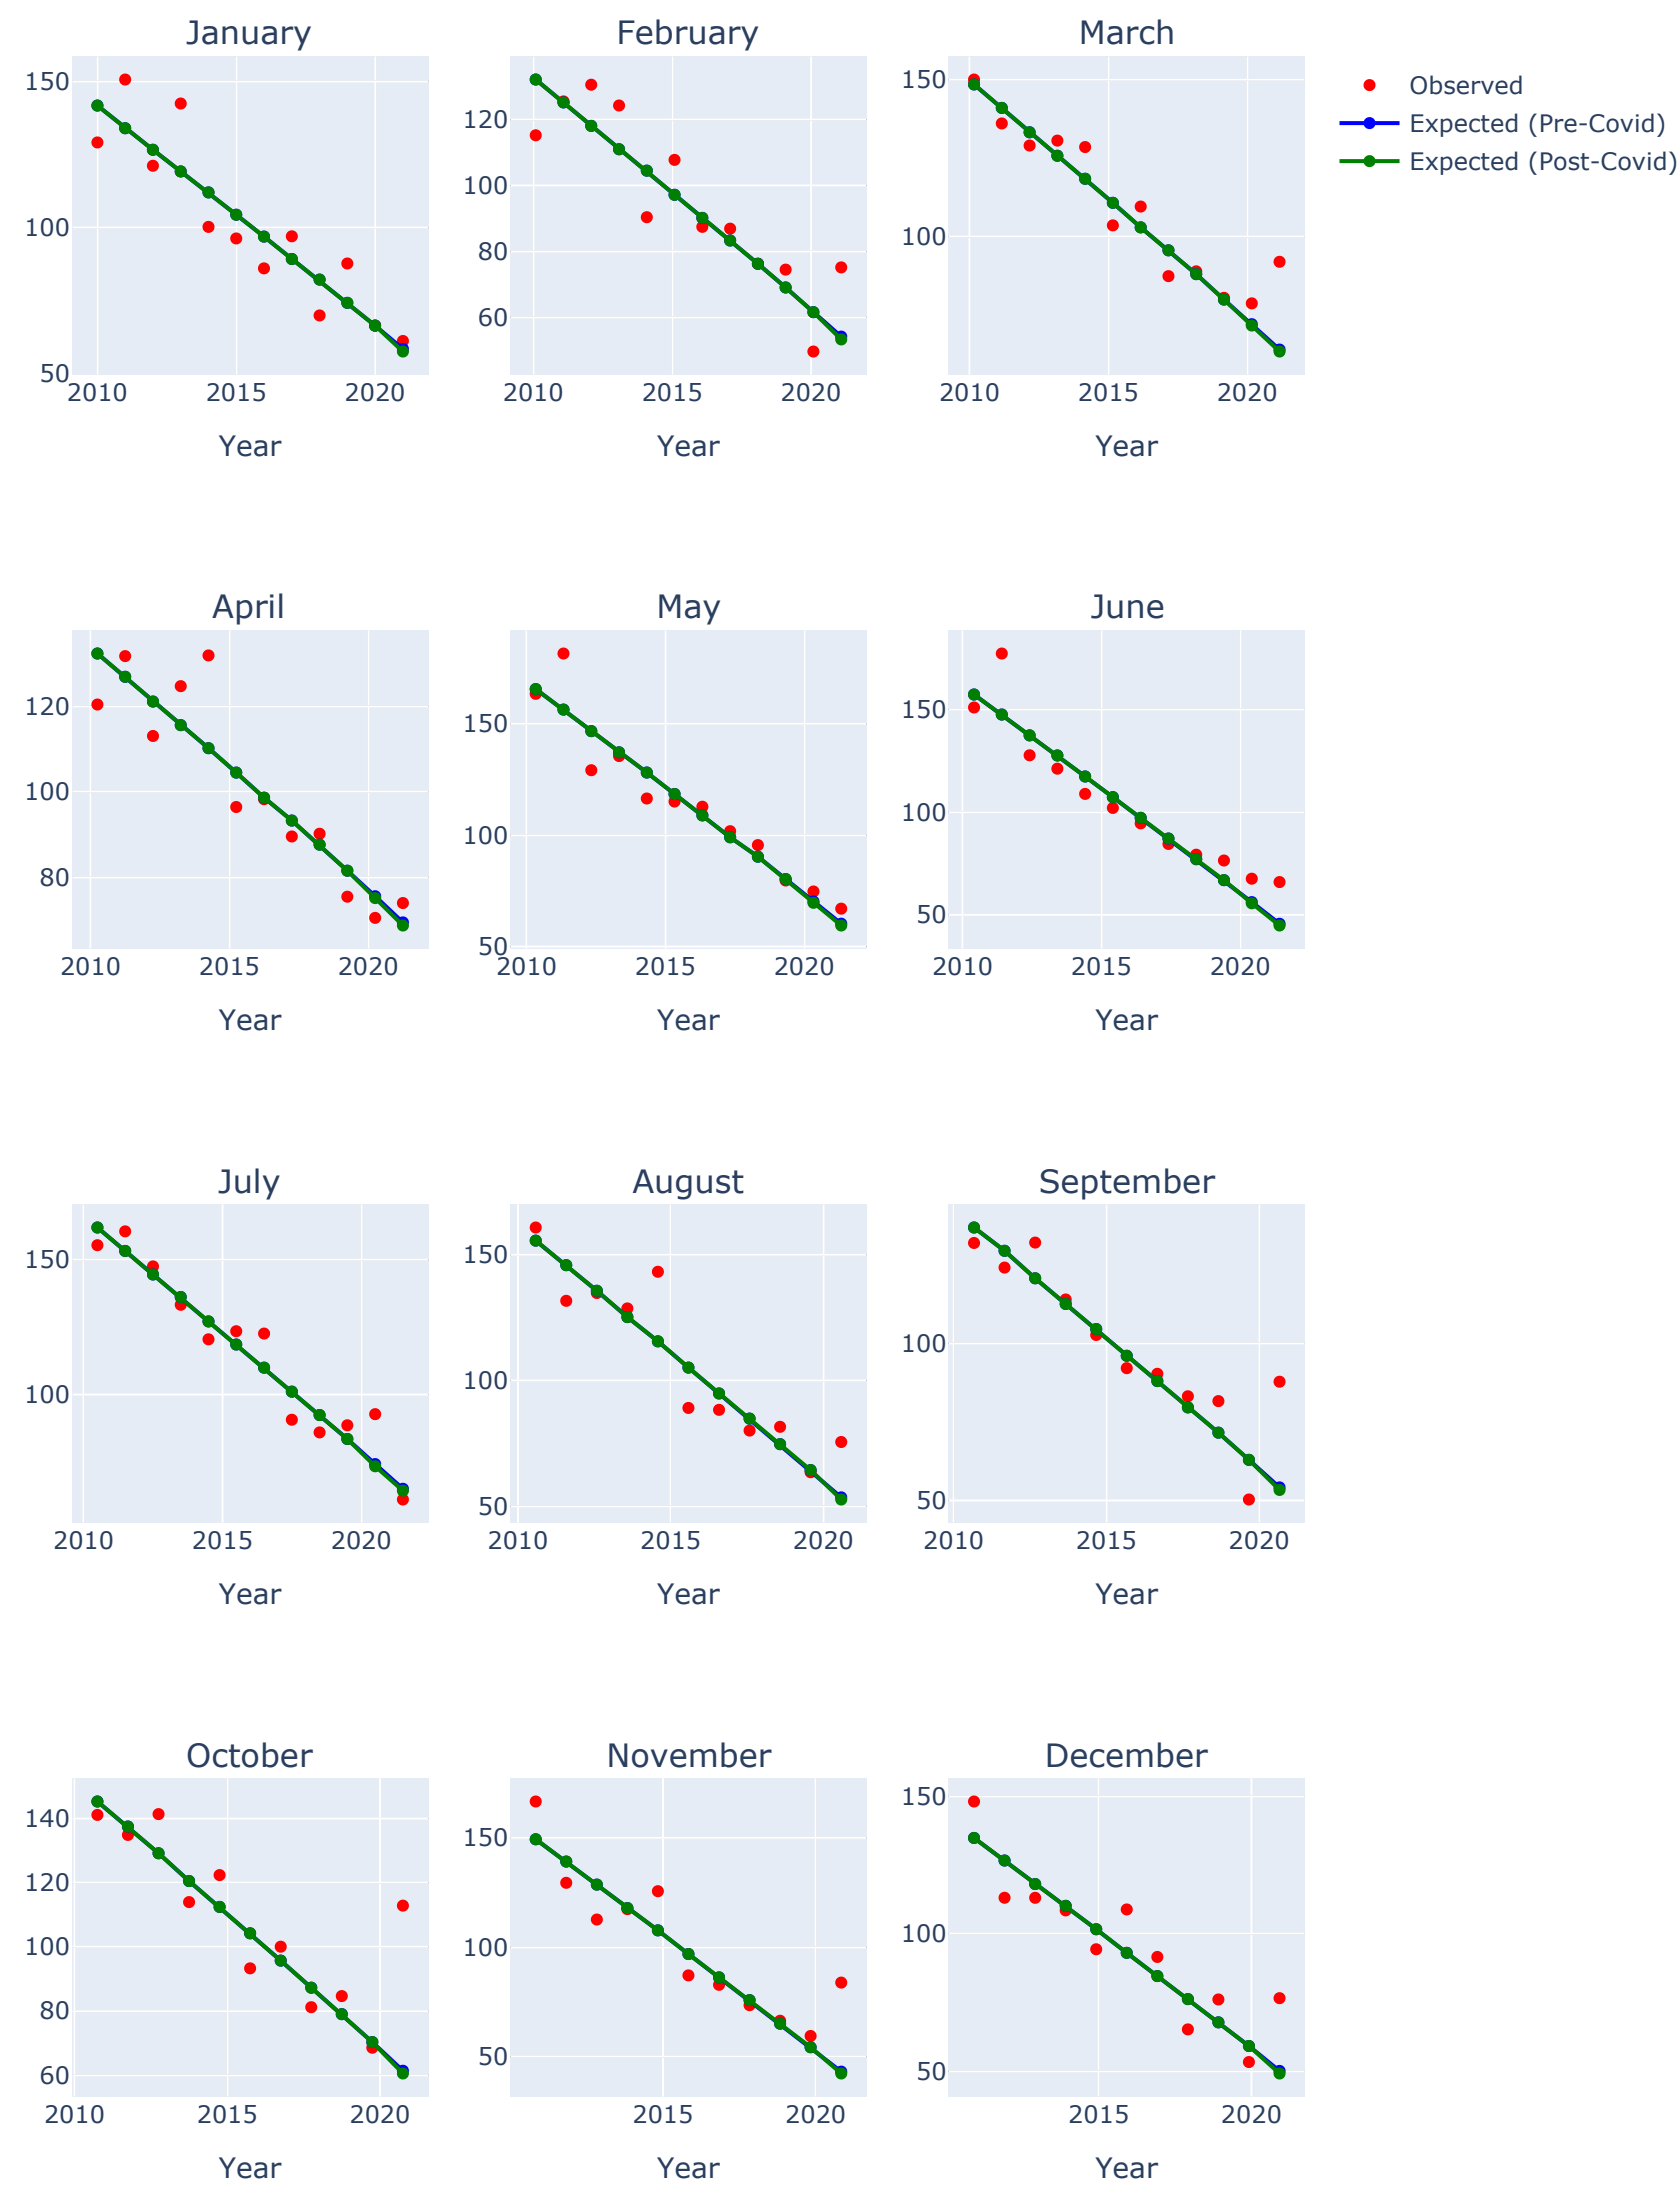 January
February
March
150
100
50
2010
2015
2020
Year
120
100
80
60
2010
2015
2020
Year
150
100
2010
2015
2020
Year
Observed
Expected (Pre-Covid)
Expected (Post-Covid)
April
May
June
120
100
80
2010
2015
2020
Year
150
100
50
2010
2015
2020
Year
150
100
50
2010
2015
2020
Year
July
August
September
150
100
2010
2015
2020
Year
150
100
50
2010
2015
2020
Year
100
50
2010
2015
2020
Year
October
November
December
140
120
100
80
60
2010
2015
2020
Year
150
100
50
2015
2020
Year
150
100
50
2015
2020
Year